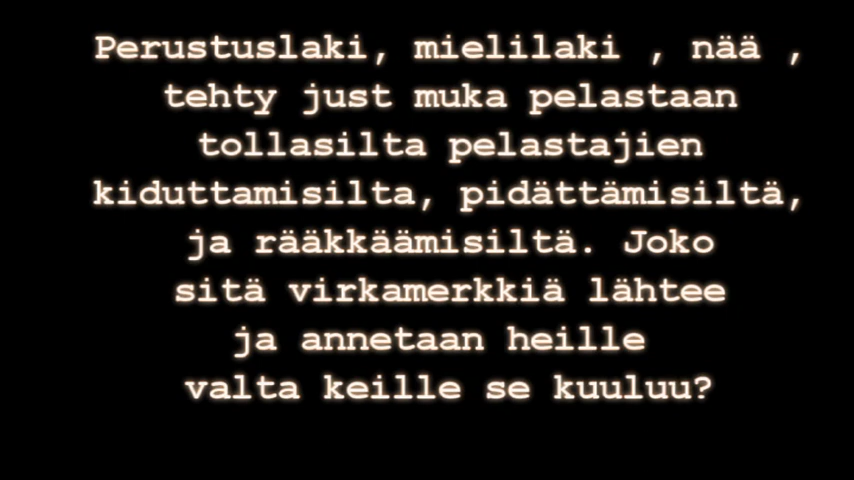 Perustuslaki, mielilaki , nää ,
tehty just muka pelastaan
tollasilta pelastajien
kiduttamisilta, pidättämisiltä,
ja rääkkäämisiltä. Joko
sitä virkamerkkiä lähtee
ja annetaan heille
valta keille se kuuluu?